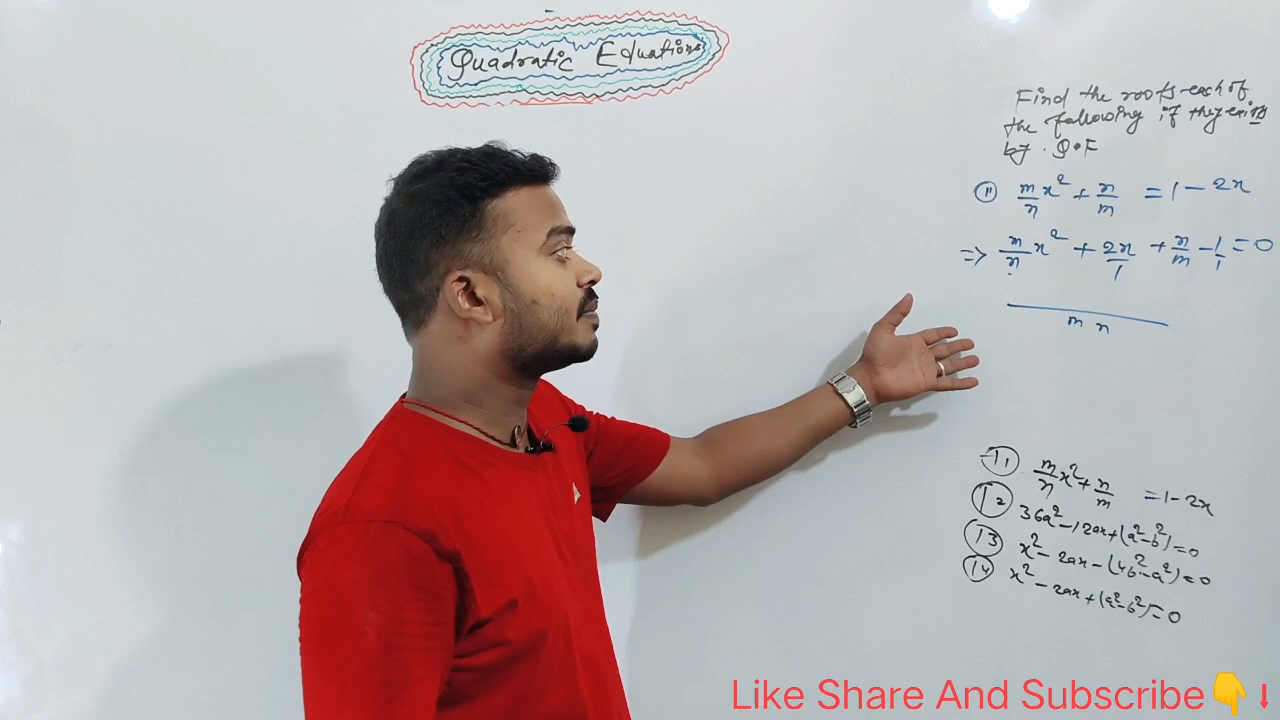 Quadratic Equations
Find the roots each of
the following if they exist
by . Q.F
(11) m/n x² + n/m = 1 - 2x
=> m/n x² + 2x/1 + n/m - 1/1 = 0
m n
(11) m/n x² + n/m = 1 - 2x
(12) 36a² - 12ax + (a² - b²) = 0
(13) x² - 2ax - (4b² - a²) = 0
(14) x² - 2ax + (a² - b²) = 0
Like Share And Subscribe👇↓